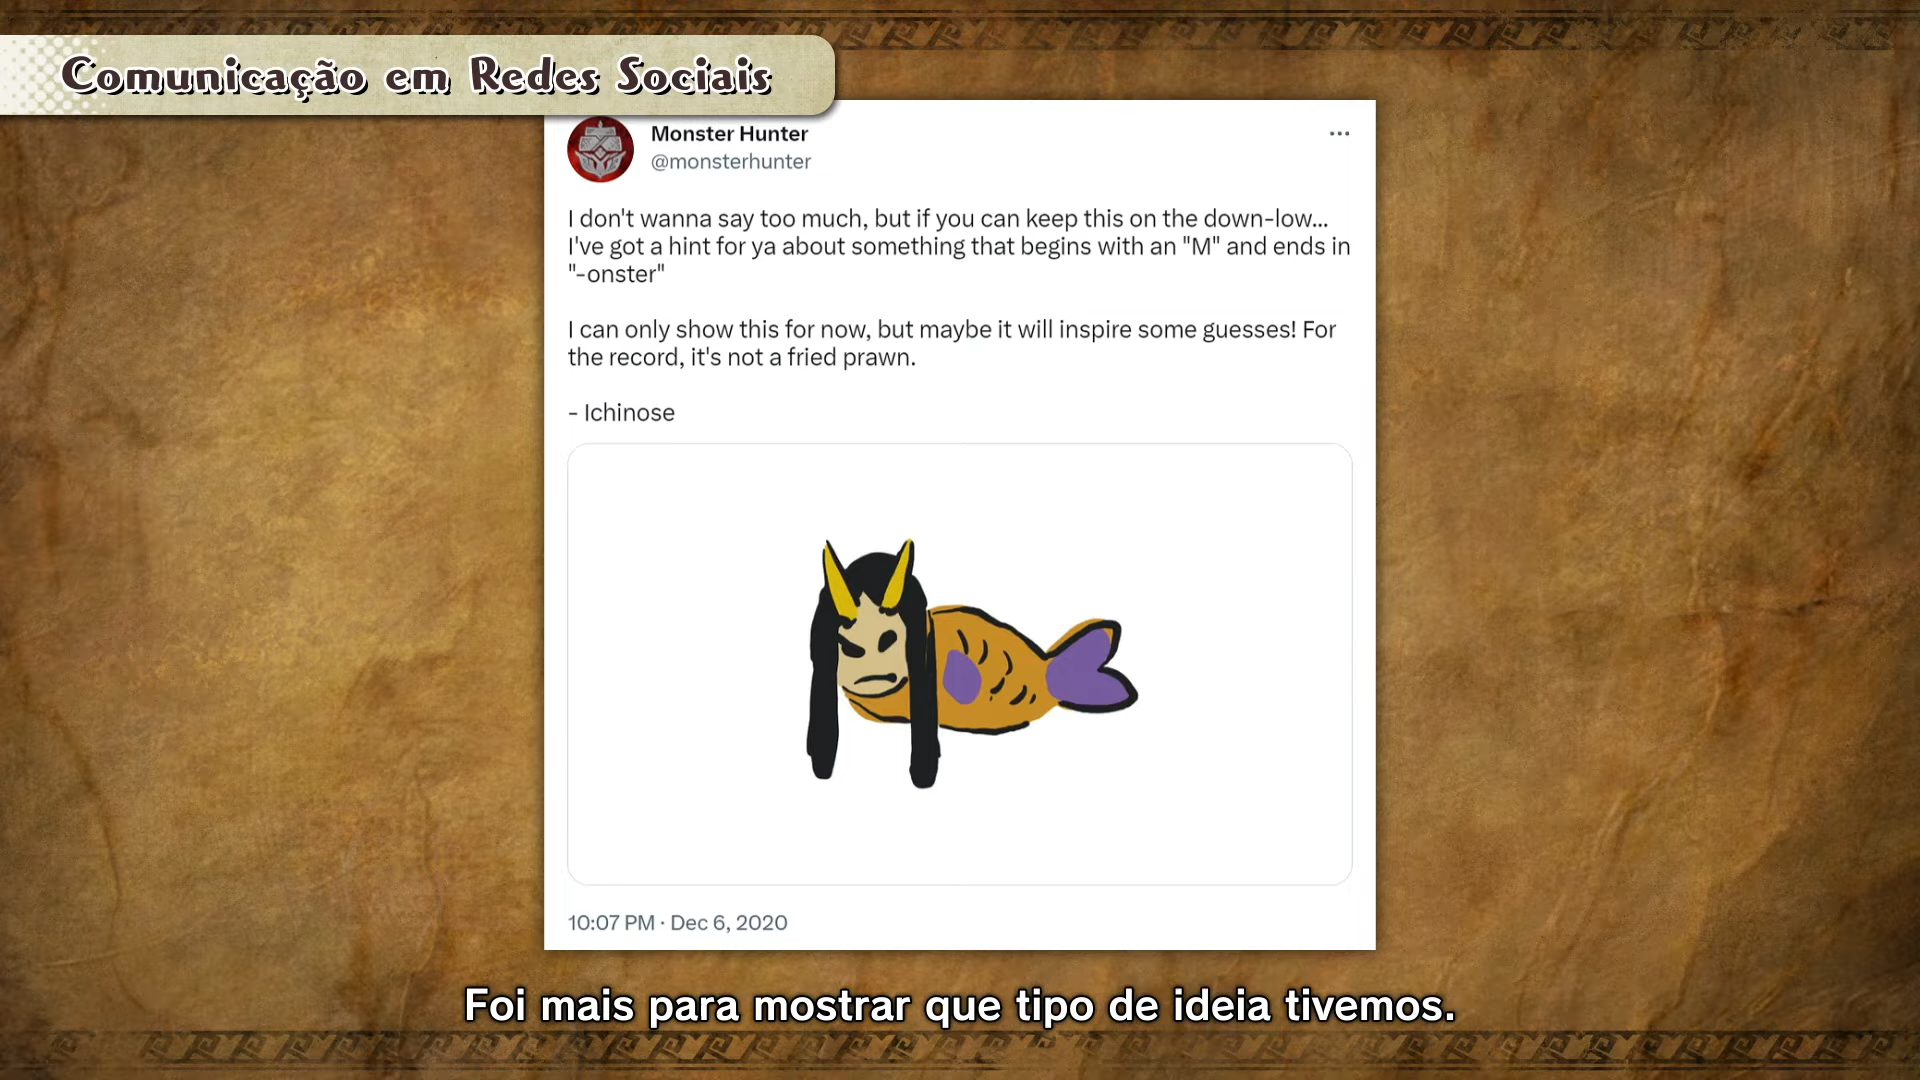 Comunicação em Redes Sociais
Monster Hunter
@monsterhunter
I don't wanna say too much, but if you can keep this on the down-low...
I've got a hint for ya about something that begins with an "M" and ends in
"-onster"
I can only show this for now, but maybe it will inspire some guesses! For
the record, it's not a fried prawn.
- Ichinose
10:07 PM · Dec 6, 2020
Foi mais para mostrar que tipo de ideia tivemos.